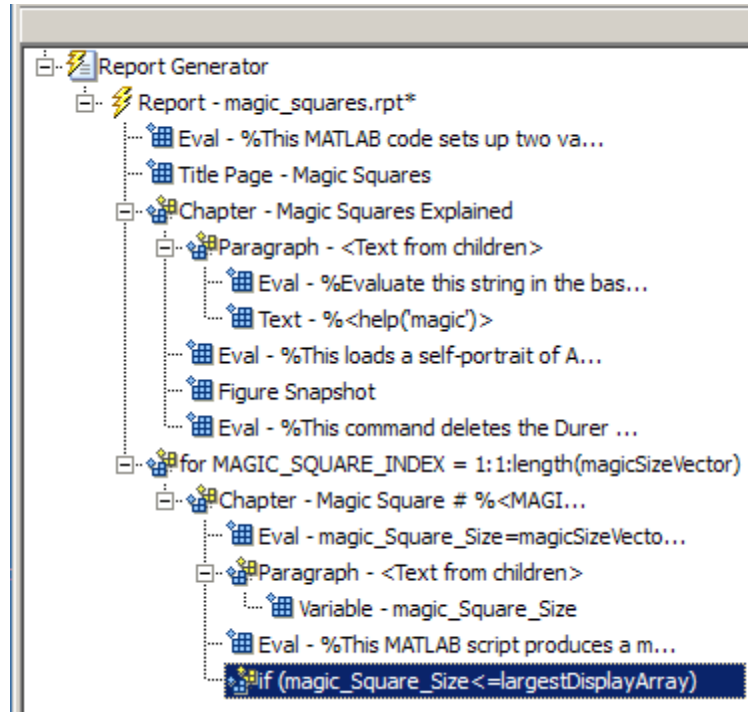 Report Generator
Report - magic_squares.rpt*
Eval - %This MATLAB code sets up two va...
Title Page - Magic Squares
Chapter - Magic Squares Explained
Paragraph - <Text from children>
Eval - %Evaluate this string in the bas...
Text - %<help('magic')>
Eval - %This loads a self-portrait of A...
Figure Snapshot
Eval - %This command deletes the Durer ...
for MAGIC_SQUARE_INDEX = 1:1:length(magicSizeVector)
Chapter - Magic Square # %<MAGI...
Eval - magic_Square_Size=magicSizeVecto...
Paragraph - <Text from children>
Variable - magic_Square_Size
Eval - %This MATLAB script produces a m...
if (magic_Square_Size<=largestDisplayArray)